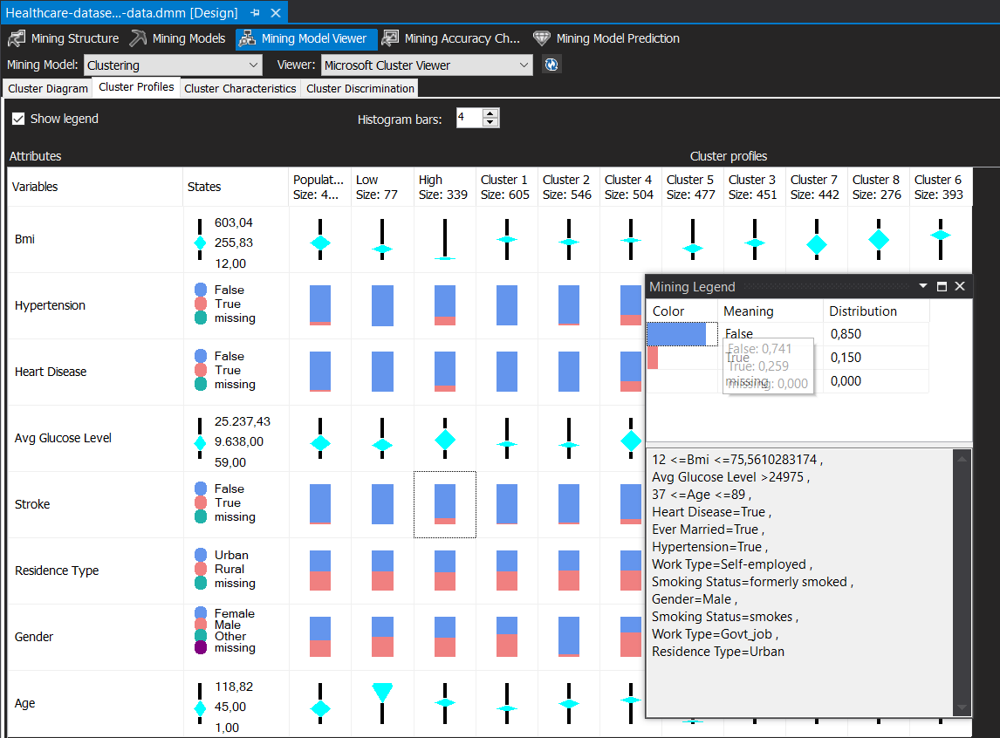 Healthcare-datase...-data.dmm [Design]
Mining Structure Mining Models Mining Model Viewer Mining Accuracy Ch... Mining Model Prediction
Mining Model: Clustering Viewer: Microsoft Cluster Viewer
Cluster Diagram Cluster Profiles Cluster Characteristics Cluster Discrimination
Show legend Histogram bars: 4
Attributes Cluster profiles
Variables States
Populat... Size: 4...
Low Size: 77
High Size: 339
Cluster 1 Size: 605
Cluster 2 Size: 546
Cluster 4 Size: 504
Cluster 5 Size: 477
Cluster 3 Size: 451
Cluster 7 Size: 442
Cluster 8 Size: 276
Cluster 6 Size: 393
Bmi
603,04
255,83
12,00
Hypertension
False
True
missing
Heart Disease
False
True
missing
Avg Glucose Level
25.237,43
9.638,00
59,00
Stroke
False
True
missing
Residence Type
Urban
Rural
missing
Gender
Female
Male
Other
missing
Age
118,82
45,00
1,00
Mining Legend
Color Meaning Distribution
False 0,850
True 0,150
missing 0,000
False: 0,741
True: 0,259
missing: 0,000
12 <=Bmi <=75,5610283174 ,
Avg Glucose Level >24975 ,
37 <=Age <=89 ,
Heart Disease=True ,
Ever Married=True ,
Hypertension=True ,
Work Type=Self-employed ,
Smoking Status=formerly smoked ,
Gender=Male ,
Smoking Status=smokes ,
Work Type=Govt_job ,
Residence Type=Urban